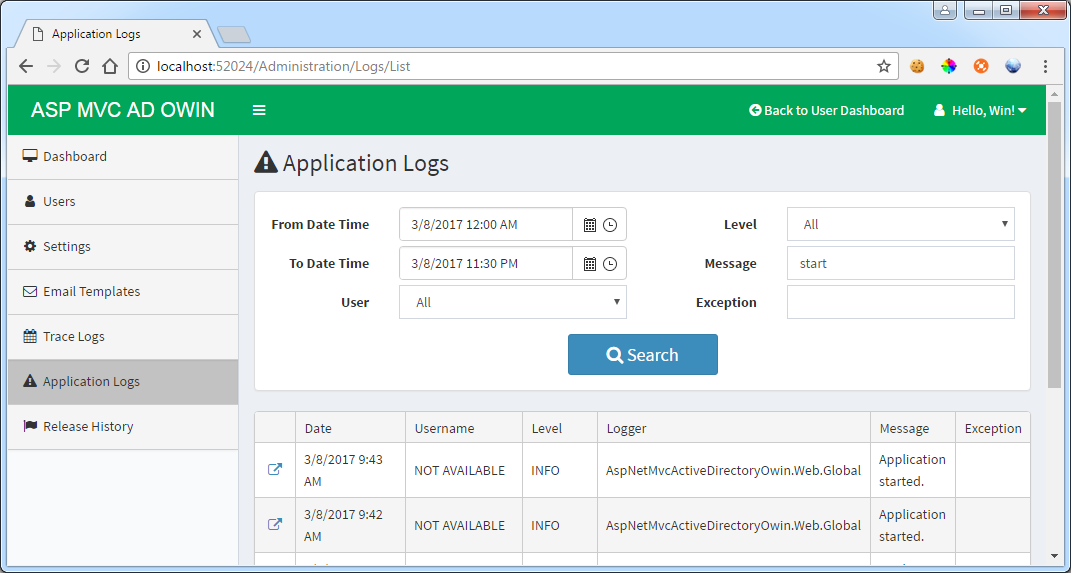 Application Logs
localhost:52024/Administration/Logs/List
ASP MVC AD OWIN
Back to User Dashboard
Hello, Win!
Dashboard
Users
Settings
Email Templates
Trace Logs
Application Logs
Release History
Application Logs
From Date Time 3/8/2017 12:00 AM Level All
To Date Time 3/8/2017 11:30 PM Message start
User All Exception
Search
Date Username Level Logger Message Exception
3/8/2017 9:43 AM NOT AVAILABLE INFO AspNetMvcActiveDirectoryOwin.Web.Global Application started.
3/8/2017 9:42 AM NOT AVAILABLE INFO AspNetMvcActiveDirectoryOwin.Web.Global Application started.